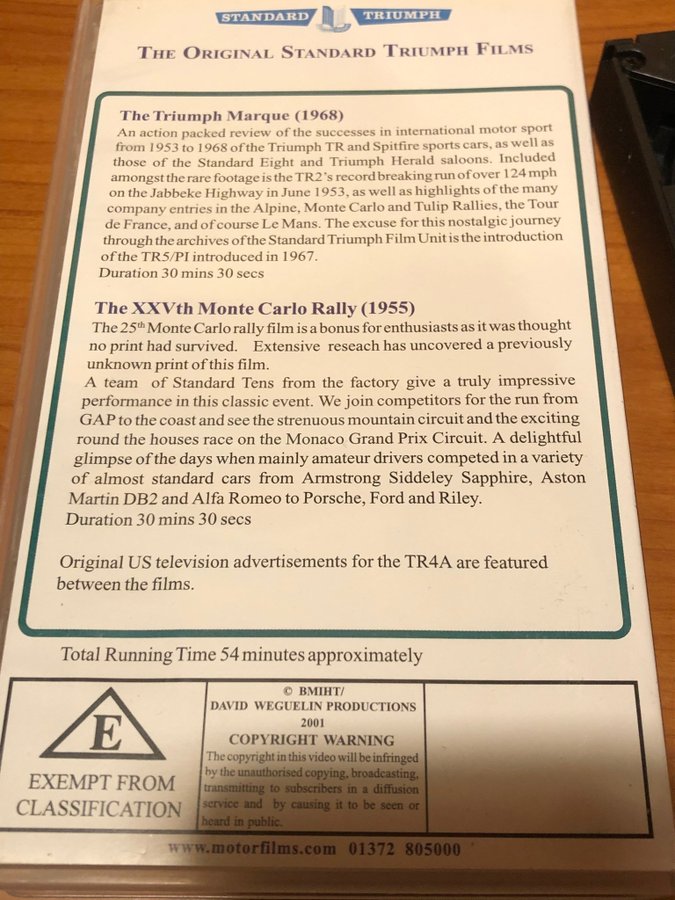 STANDARD TRIUMPH
THE ORIGINAL STANDARD TRIUMPH FILMS
The Triumph Marque (1968)
An action packed review of the successes in international motor sport
from 1953 to 1968 of the Triumph TR and Spitfire sports cars, as well as
those of the Standard Eight and Triumph Herald saloons. Included
amongst the rare footage is the TR2's record breaking run of over 124 mph
on the Jabbeke Highway in June 1953, as well as highlights of the many
company entries in the Alpine, Monte Carlo and Tulip Rallies, the Tour
de France, and of course Le Mans. The excuse for this nostalgic journey
through the archives of the Standard Triumph Film Unit is the introduction
of the TR5/PI introduced in 1967.
Duration 30 mins 30 secs
The XXVth Monte Carlo Rally (1955)
The 25th Monte Carlo rally film is a bonus for enthusiasts as it was thought
no print had survived. Extensive reseach has uncovered a previously
unknown print of this film.
A team of Standard Tens from the factory give a truly impressive
performance in this classic event. We join competitors for the run from
GAP to the coast and see the strenuous mountain circuit and the exciting
round the houses race on the Monaco Grand Prix Circuit. A delightful
glimpse of the days when mainly amateur drivers competed in a variety
of almost standard cars from Armstrong Siddeley Sapphire, Aston
Martin DB2 and Alfa Romeo to Porsche, Ford and Riley.
Duration 30 mins 30 secs
Original US television advertisements for the TR4A are featured
between the films.
Total Running Time 54 minutes approximately
E
EXEMPT FROM
CLASSIFICATION
© BMIHT/
DAVID WEGUELIN PRODUCTIONS
2001
COPYRIGHT WARNING
The copyright in this video will be infringed
by the unauthorised copying, broadcasting,
transmitting to subscribers in a diffusion
service and by causing it to be seen or
heard in public.
www.motorfilms.com 01372 805000